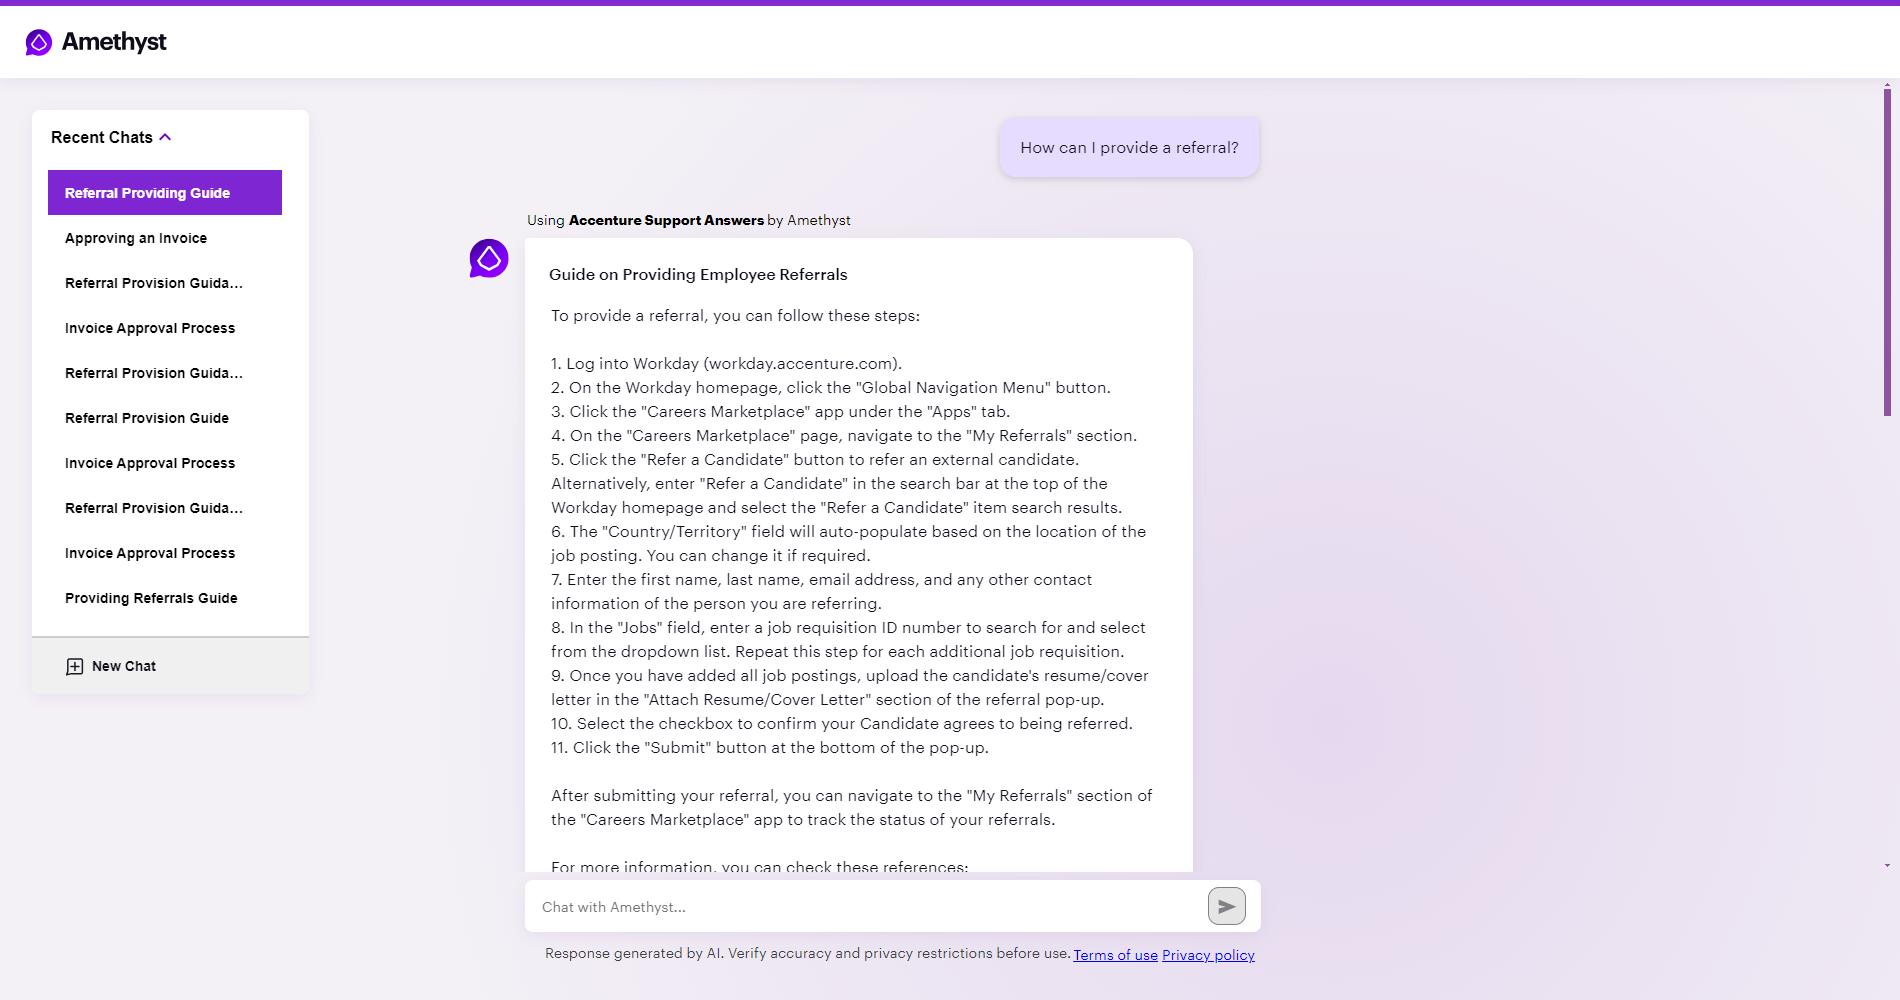 Amethyst
Recent Chats
Referral Providing Guide
Approving an Invoice
Referral Provision Guida...
Invoice Approval Process
Referral Provision Guida...
Referral Provision Guide
Invoice Approval Process
Referral Provision Guida...
Invoice Approval Process
Providing Referrals Guide
New Chat
How can I provide a referral?
Using Accenture Support Answers by Amethyst
Guide on Providing Employee Referrals
To provide a referral, you can follow these steps:
1. Log into Workday (workday.accenture.com).
2. On the Workday homepage, click the "Global Navigation Menu" button.
3. Click the "Careers Marketplace" app under the "Apps" tab.
4. On the "Careers Marketplace" page, navigate to the "My Referrals" section.
5. Click the "Refer a Candidate" button to refer an external candidate.
Alternatively, enter "Refer a Candidate" in the search bar at the top of the
Workday homepage and select the "Refer a Candidate" item search results.
6. The "Country/Territory" field will auto-populate based on the location of the
job posting. You can change it if required.
7. Enter the first name, last name, email address, and any other contact
information of the person you are referring.
8. In the "Jobs" field, enter a job requisition ID number to search for and select
from the dropdown list. Repeat this step for each additional job requisition.
9. Once you have added all job postings, upload the candidate's resume/cover
letter in the "Attach Resume/Cover Letter" section of the referral pop-up.
10. Select the checkbox to confirm your Candidate agrees to being referred.
11. Click the "Submit" button at the bottom of the pop-up.
After submitting your referral, you can navigate to the "My Referrals" section of
the "Careers Marketplace" app to track the status of your referrals.
For more information, you can check these references:
Chat with Amethyst...
Response generated by AI. Verify accuracy and privacy restrictions before use. Terms of use Privacy policy